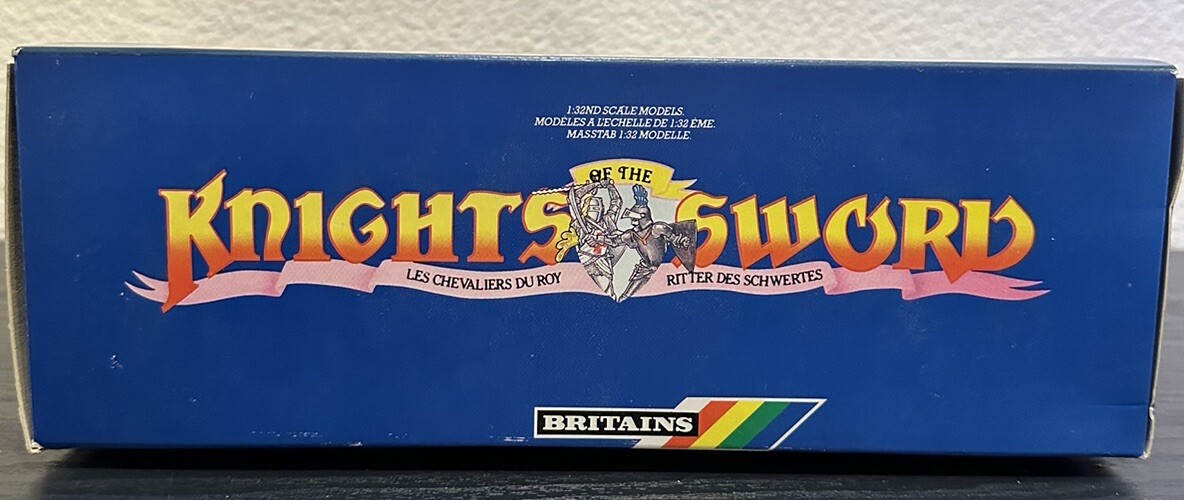 1:32ND SCALE MODELS.
MODÈLES A L'ECHELLE DE 1:32 ÈME.
MASSTAB 1:32 MODELLE.
OF THE
KNIGHTS SWORD
LES CHEVALIERS DU ROY RITTER DES SCHWERTES
BRITAINS